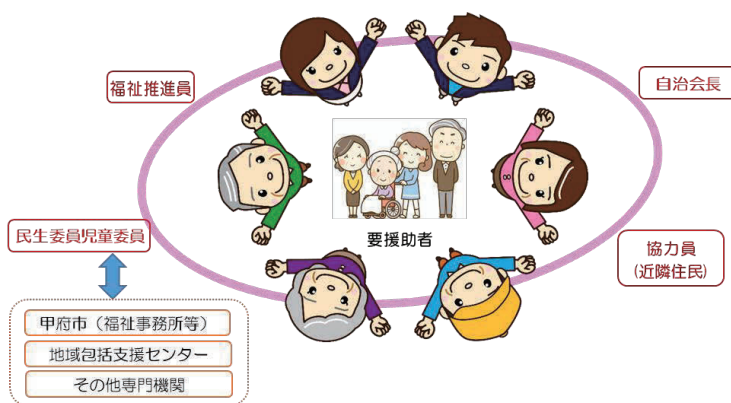 福祉推進員
自治会長
要援助者
民生委員児童委員
協力員
(近隣住民)
甲府市（福祉事務所等）
地域包括支援センター
その他専門機関